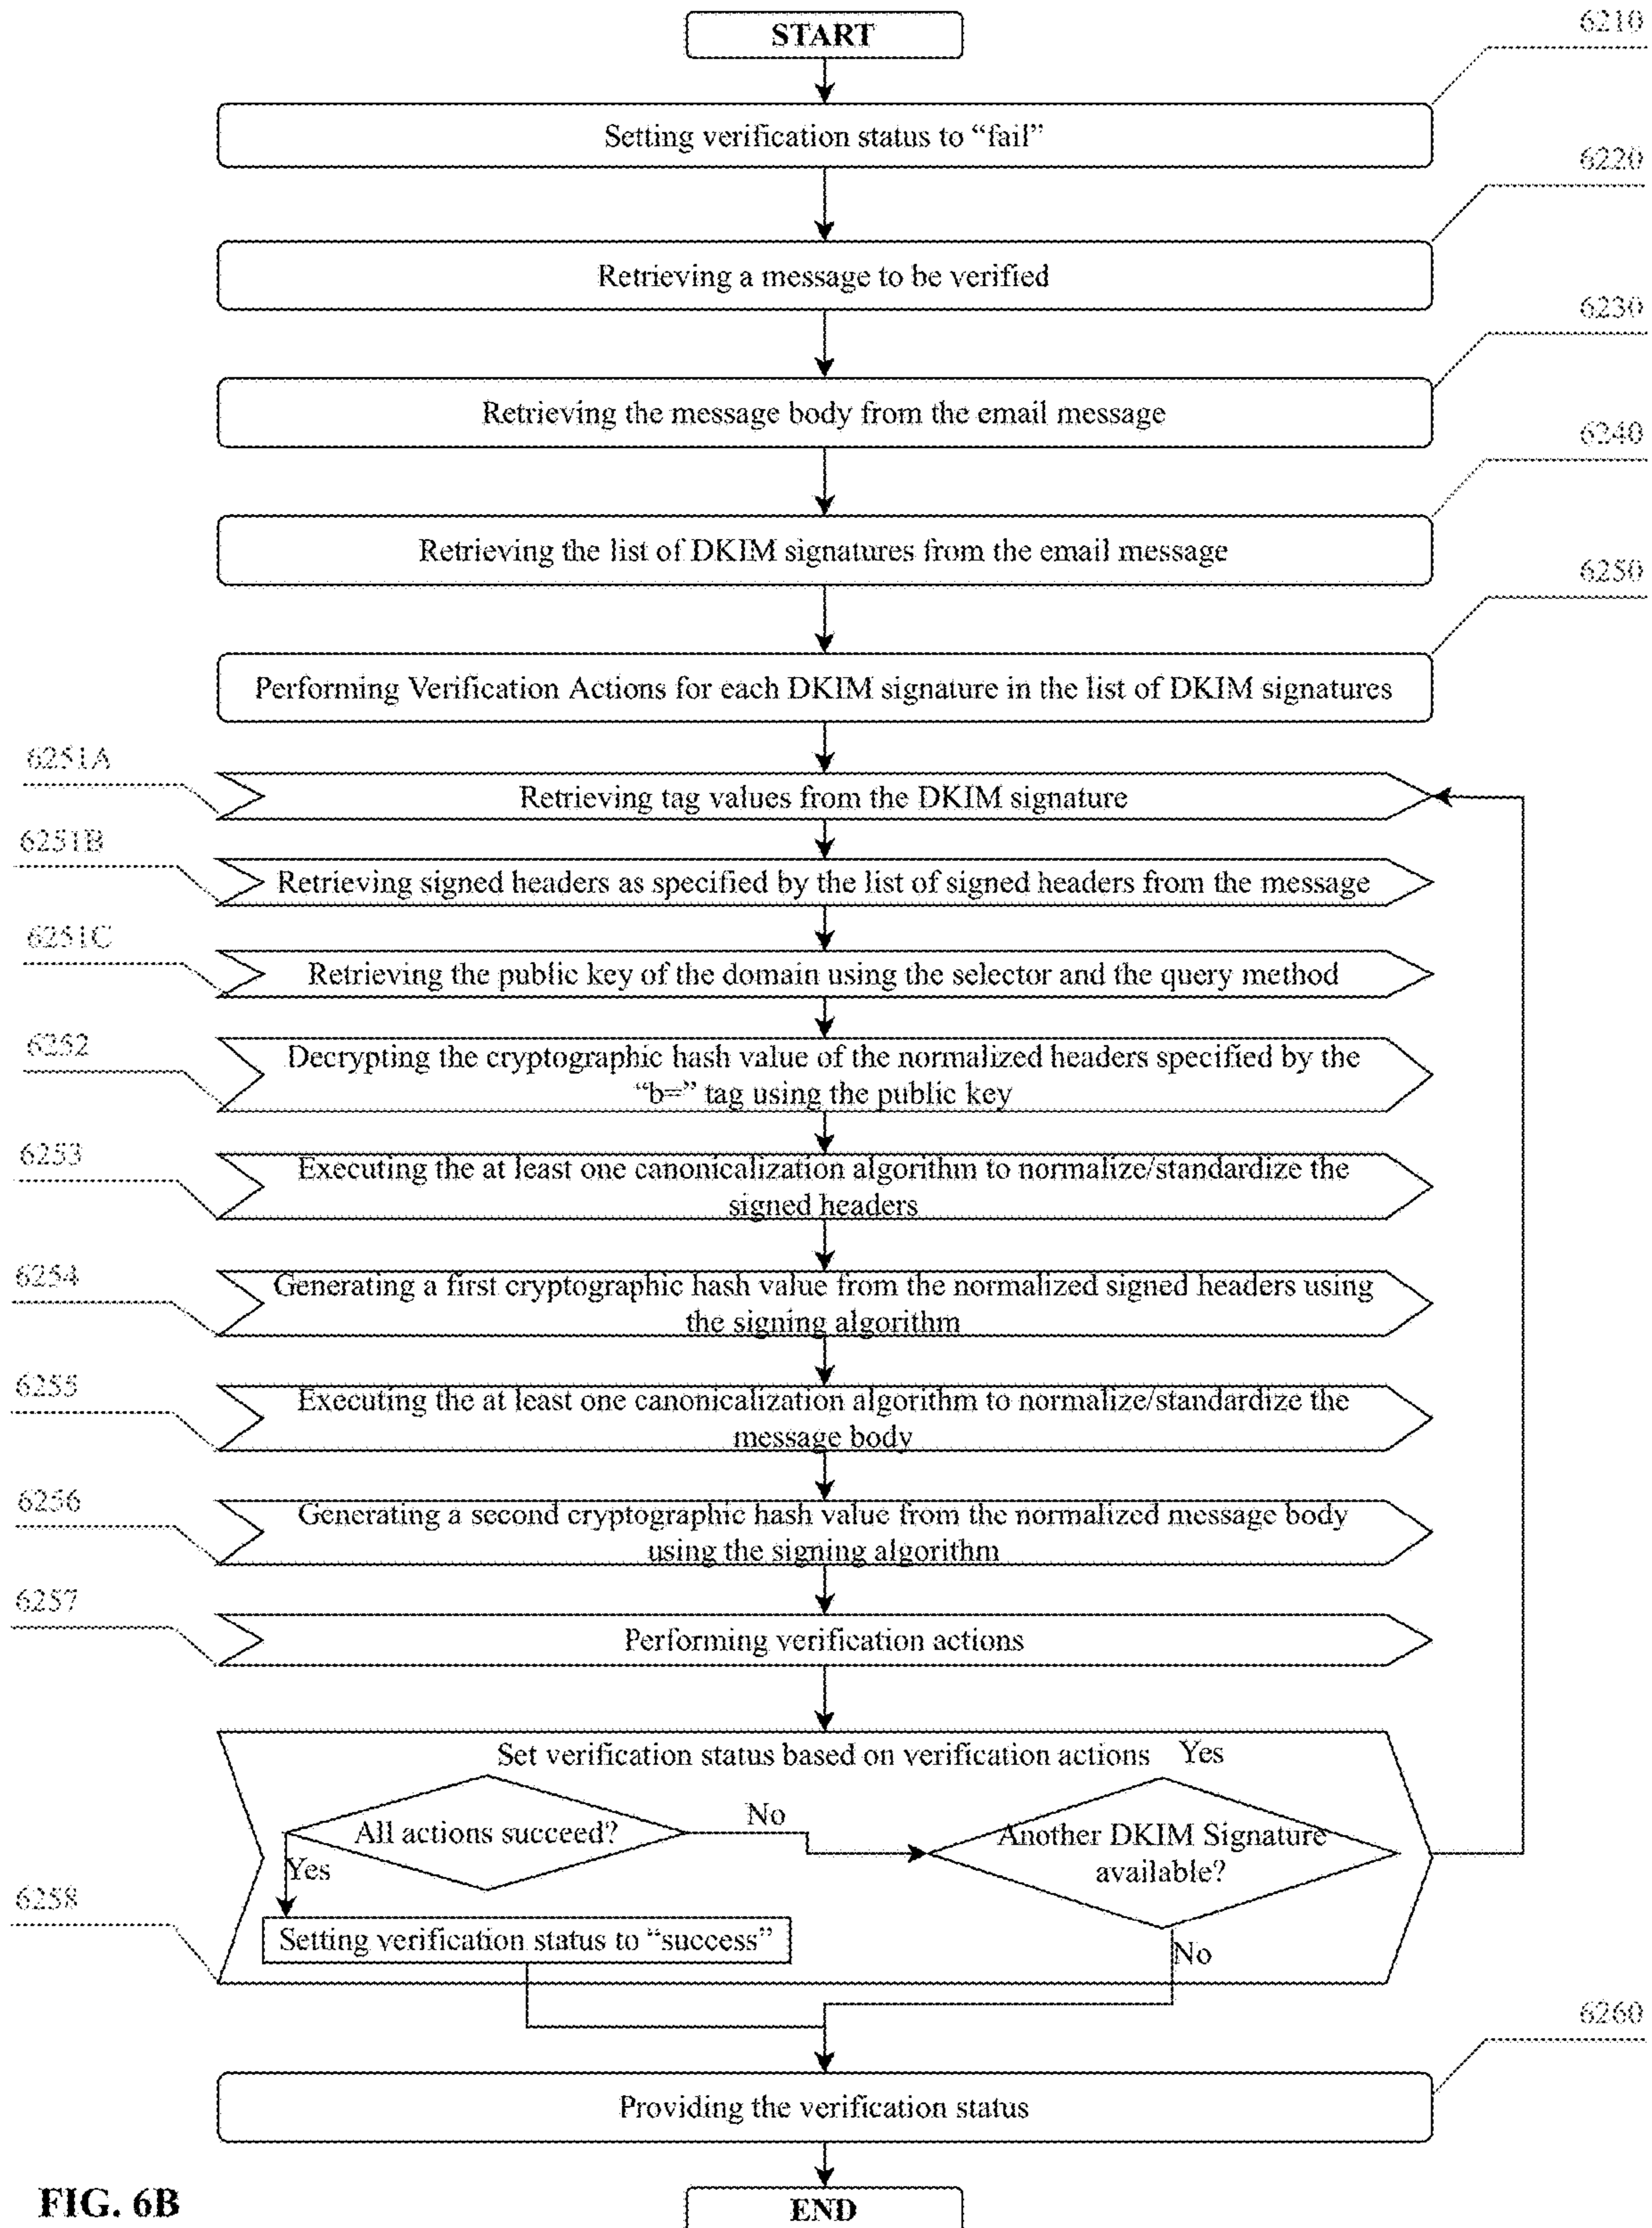 START
6210
Setting verification status to “fail”
6220
Retrieving a message to be verified
6230
Retrieving the message body from the email message
6240
Retrieving the list of DKIM signatures from the email message
6250
Performing Verification Actions for each DKIM signature in the list of DKIM signatures
6251A
Retrieving tag values from the DKIM signature
6251B
Retrieving signed headers as specified by the list of signed headers from the message
6251C
Retrieving the public key of the domain using the selector and the query method
6252
Decrypting the cryptographic hash value of the normalized headers specified by the
“b=” tag using the public key
6253
Executing the at least one canonicalization algorithm to normalize/standardize the
signed headers
6254
Generating a first cryptographic hash value from the normalized signed headers using
the signing algorithm
6255
Executing the at least one canonicalization algorithm to normalize/standardize the
message body
6256
Generating a second cryptographic hash value from the normalized message body
using the signing algorithm
6257
Performing verification actions
Set verification status based on verification actions
Yes
All actions succeed?
No
Another DKIM Signature
available?
Yes
6258
Setting verification status to “success”
No
6260
Providing the verification status
END
FIG. 6B